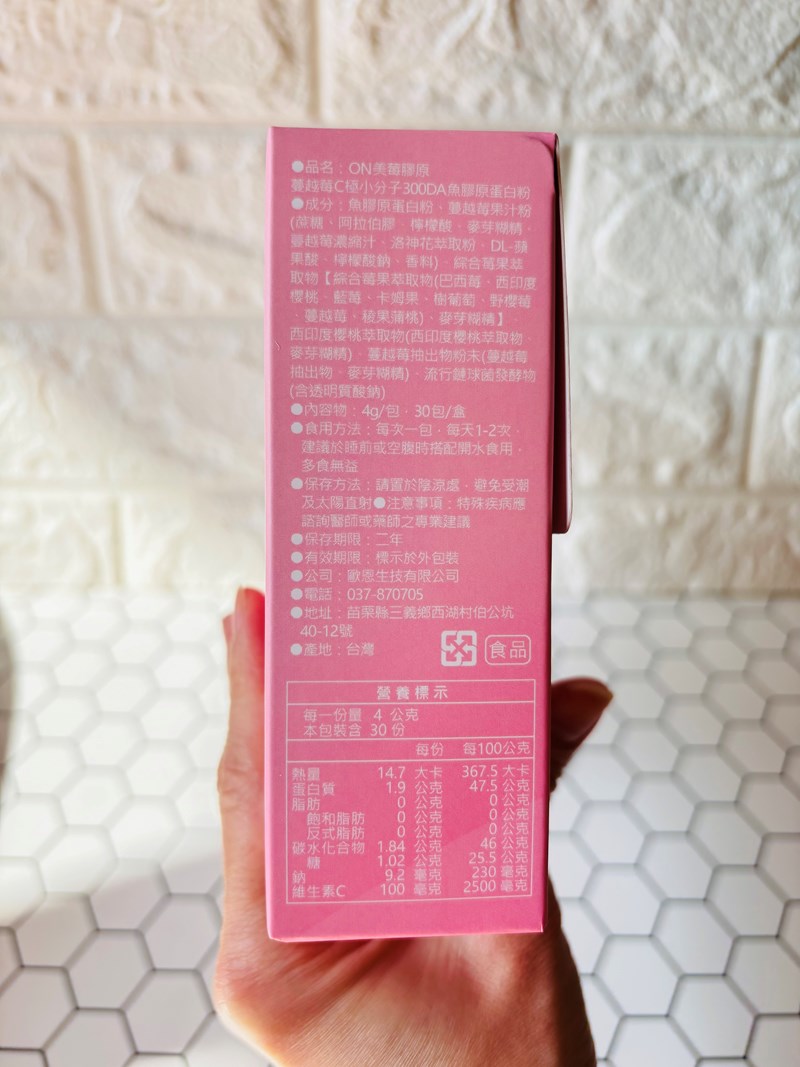 ●品名：ON美莓膠原
蔓越莓C極小分子300DA魚膠原蛋白粉
●成分：魚膠原蛋白粉、蔓越莓果汁粉
(蔗糖、阿拉伯膠、檸檬酸、麥芽糊精、
蔓越莓濃縮汁、洛神花萃取粉、DL-蘋
果酸、檸檬酸鈉、香料)、綜合莓果萃
取物【綜合莓果萃取物(巴西莓、西印度
櫻桃、藍莓、卡姆果、樹葡萄、野櫻莓
、蔓越莓、稜果蒲桃)、麥芽糊精】、
西印度櫻桃萃取物(西印度櫻桃萃取物、
麥芽糊精)、蔓越莓抽出物粉末(蔓越莓
抽出物、麥芽糊精)、流行鏈球菌發酵物
(含透明質酸鈉)
●內容物：4g/包，30包/盒
●食用方法：每次一包，每天1-2次，
建議於睡前或空腹時搭配開水食用，
多食無益
●保存方法：請置於陰涼處，避免受潮
及太陽直射●注意事項：特殊疾病應
諮詢醫師或藥師之專業建議
●保存期限：二年
●有效期限：標示於外包裝
●公司：歐恩生技有限公司
●電話：037-870705
●地址：苗栗縣三義鄉西湖村伯公坑
40-12號
●產地：台灣
食品
營養標示
每一份量 4 公克
本包裝含 30 份
每份 每100公克
熱量 14.7 大卡 367.5 大卡
蛋白質 1.9 公克 47.5 公克
脂肪 0 公克 0 公克
飽和脂肪 0 公克 0 公克
反式脂肪 0 公克 0 公克
碳水化合物 1.84 公克 46 公克
糖 1.02 公克 25.5 公克
鈉 9.2 毫克 230 毫克
維生素C 100 毫克 2500 毫克